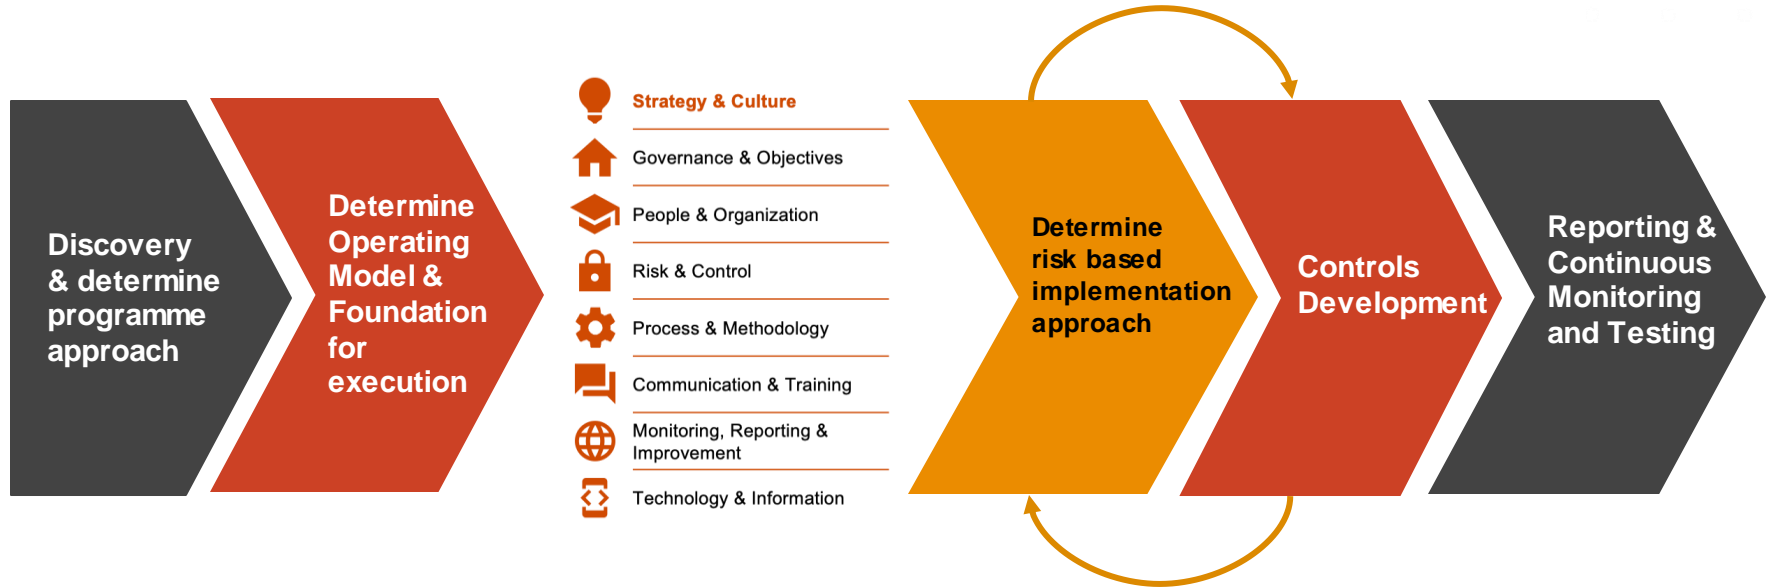 Discovery
& determine
programme
approach
Determine
Operating
Model &
Foundation
for
execution
Strategy & Culture
Governance & Objectives
People & Organization
Risk & Control
Process & Methodology
Communication & Training
Monitoring, Reporting &
Improvement
Technology & Information
Determine
risk based
implementation
approach
Controls
Development
Reporting &
Continuous
Monitoring
and Testing